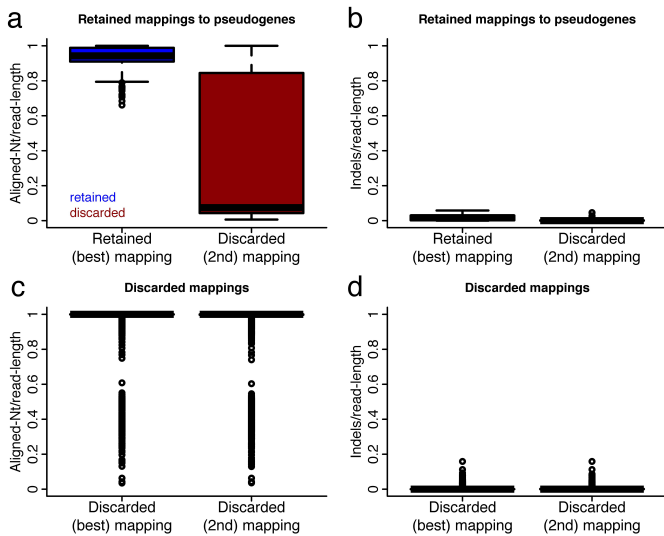 a
Retained mappings to pseudogenes
Aligned-Nt/read-length
1
0.8
0.6
0.4
0.2
0
retained
discarded
Retained
(best) mapping
Discarded
(2nd) mapping
b
Retained mappings to pseudogenes
Indels/read-length
1
0.8
0.6
0.4
0.2
0
Retained
(best) mapping
Discarded
(2nd) mapping
c
Discarded mappings
Aligned-Nt/read-length
1
0.8
0.6
0.4
0.2
0
Discarded
(best) mapping
Discarded
(2nd) mapping
d
Discarded mappings
Indels/read-length
1
0.8
0.6
0.4
0.2
0
Discarded
(best) mapping
Discarded
(2nd) mapping